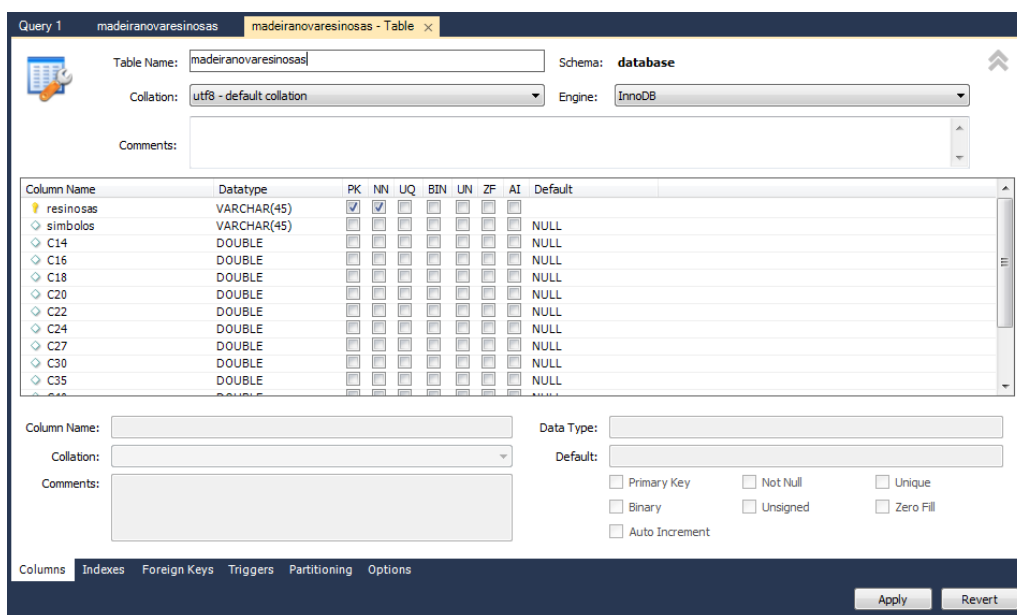 Query 1 madeiranovaresinosas madeiranovaresinosas - Table ×
Table Name: madeiranovaresinosas Schema: database
Collation: utf8 - default collation Engine: InnoDB
Comments:
Column Name Datatype PK NN UQ BIN UN ZF AI Default
resinosas VARCHAR(45)
simbolos VARCHAR(45) NULL
C14 DOUBLE NULL
C16 DOUBLE NULL
C18 DOUBLE NULL
C20 DOUBLE NULL
C22 DOUBLE NULL
C24 DOUBLE NULL
C27 DOUBLE NULL
C30 DOUBLE NULL
C35 DOUBLE NULL
Column Name: Data Type:
Collation: Default:
Comments: Primary Key Not Null Unique
Binary Unsigned Zero Fill
Auto Increment
Columns Indexes Foreign Keys Triggers Partitioning Options
Apply Revert